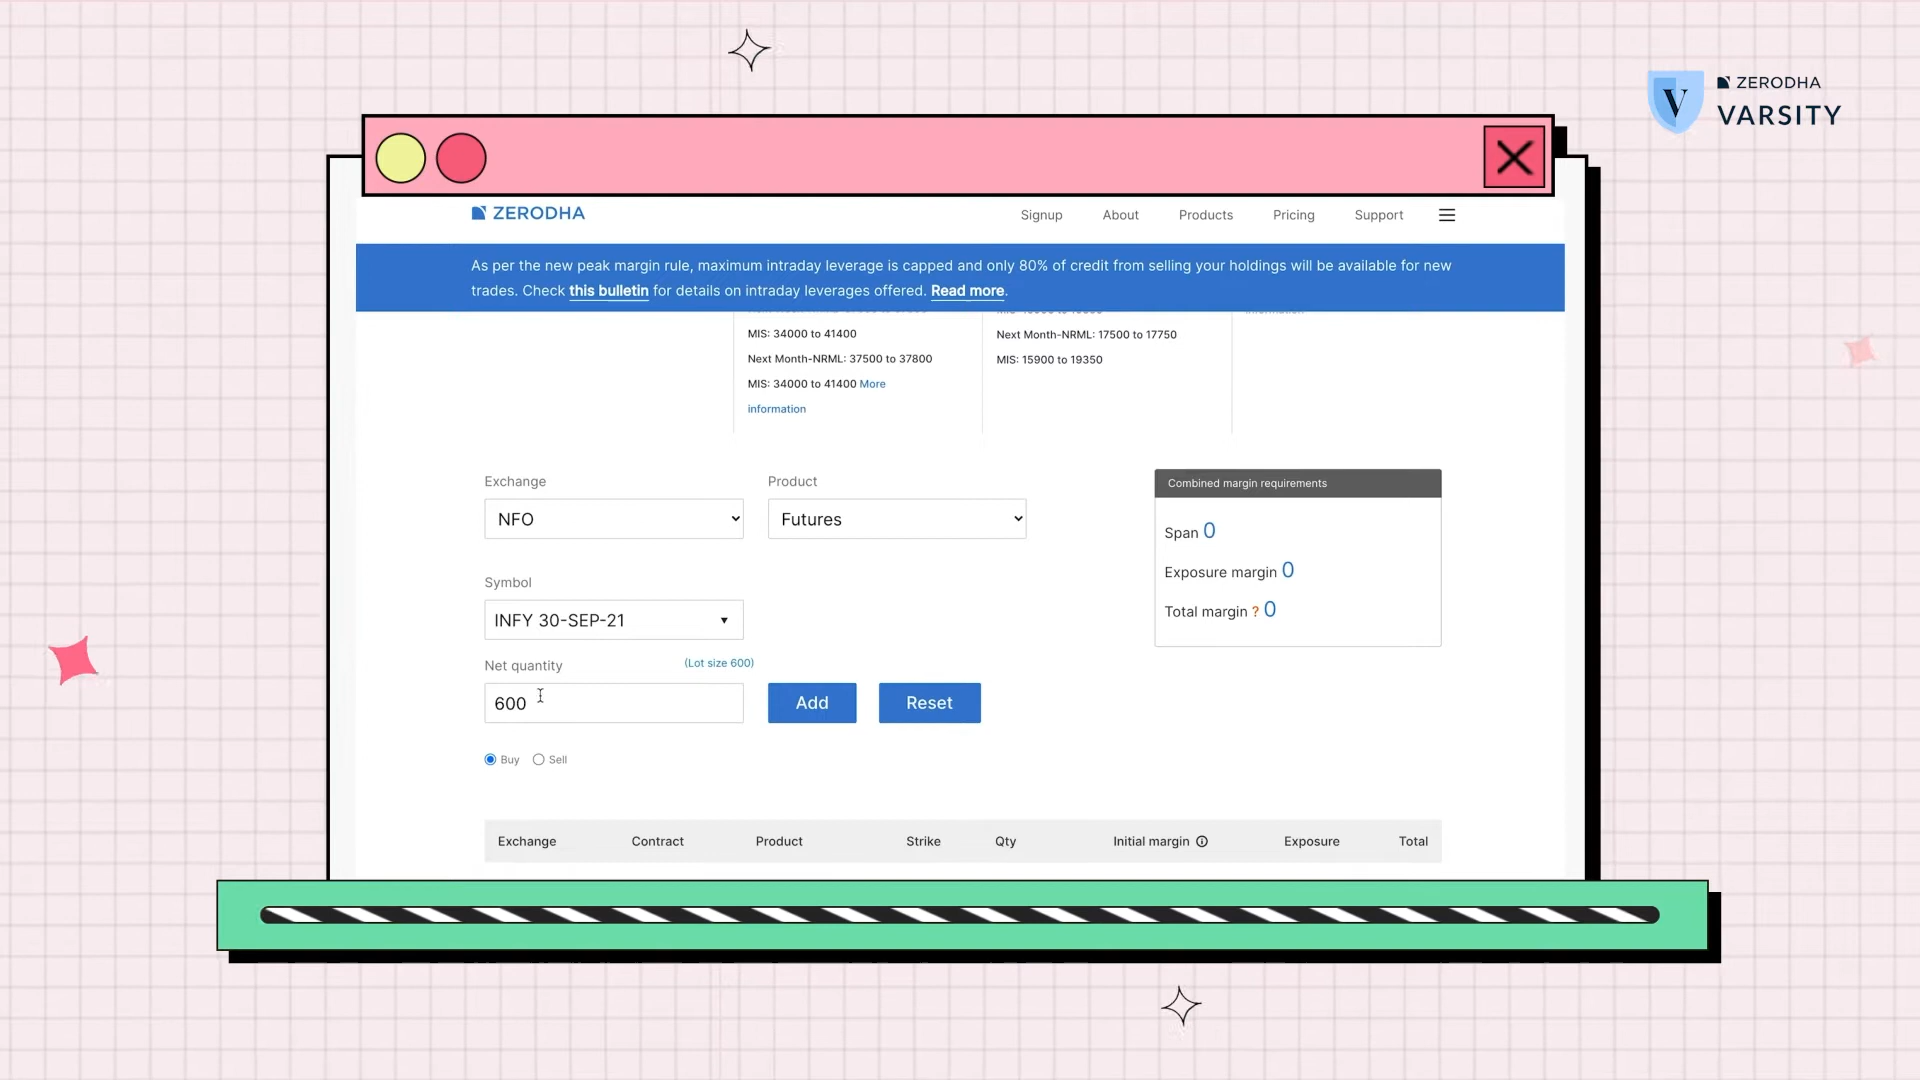 ZERODHA
VARSITY
V
ZERODHA
Signup About Products Pricing Support
As per the new peak margin rule, maximum intraday leverage is capped and only 80% of credit from selling your holdings will be available for new
trades. Check this bulletin for details on intraday leverages offered. Read more.
MIS: 34000 to 41400
Next Month-NRML: 37500 to 37800
MIS: 34000 to 41400 More
information
Next Month-NRML: 17500 to 17750
MIS: 15900 to 19350
Exchange Product
NFO Futures
Symbol
INFY 30-SEP-21
Net quantity (Lot size 600)
600 Add Reset
Buy Sell
Combined margin requirements
Span 0
Exposure margin 0
Total margin ? 0
Exchange Contract Product Strike Qty Initial margin Exposure Total